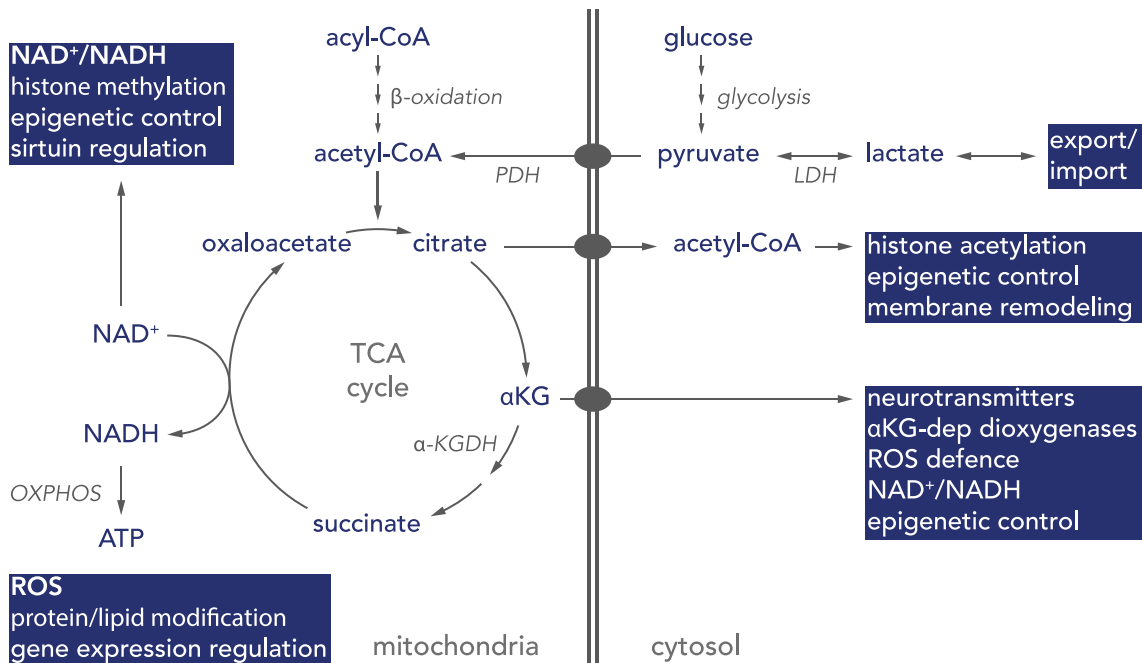 acyl-CoA
glucose
NAD⁺/NADH
histone methylation
epigenetic control
sirtuin regulation
β-oxidation
glycolysis
acetyl-CoA
PDH
pyruvate
LDH
lactate
export/
import
oxaloacetate
citrate
acetyl-CoA
histone acetylation
epigenetic control
membrane remodeling
NAD⁺
TCA
cycle
αKG
neurotransmitters
αKG-dep dioxygenases
ROS defence
NAD⁺/NADH
epigenetic control
NADH
α-KGDH
OXPHOS
succinate
ATP
ROS
protein/lipid modification
gene expression regulation
mitochondria
cytosol